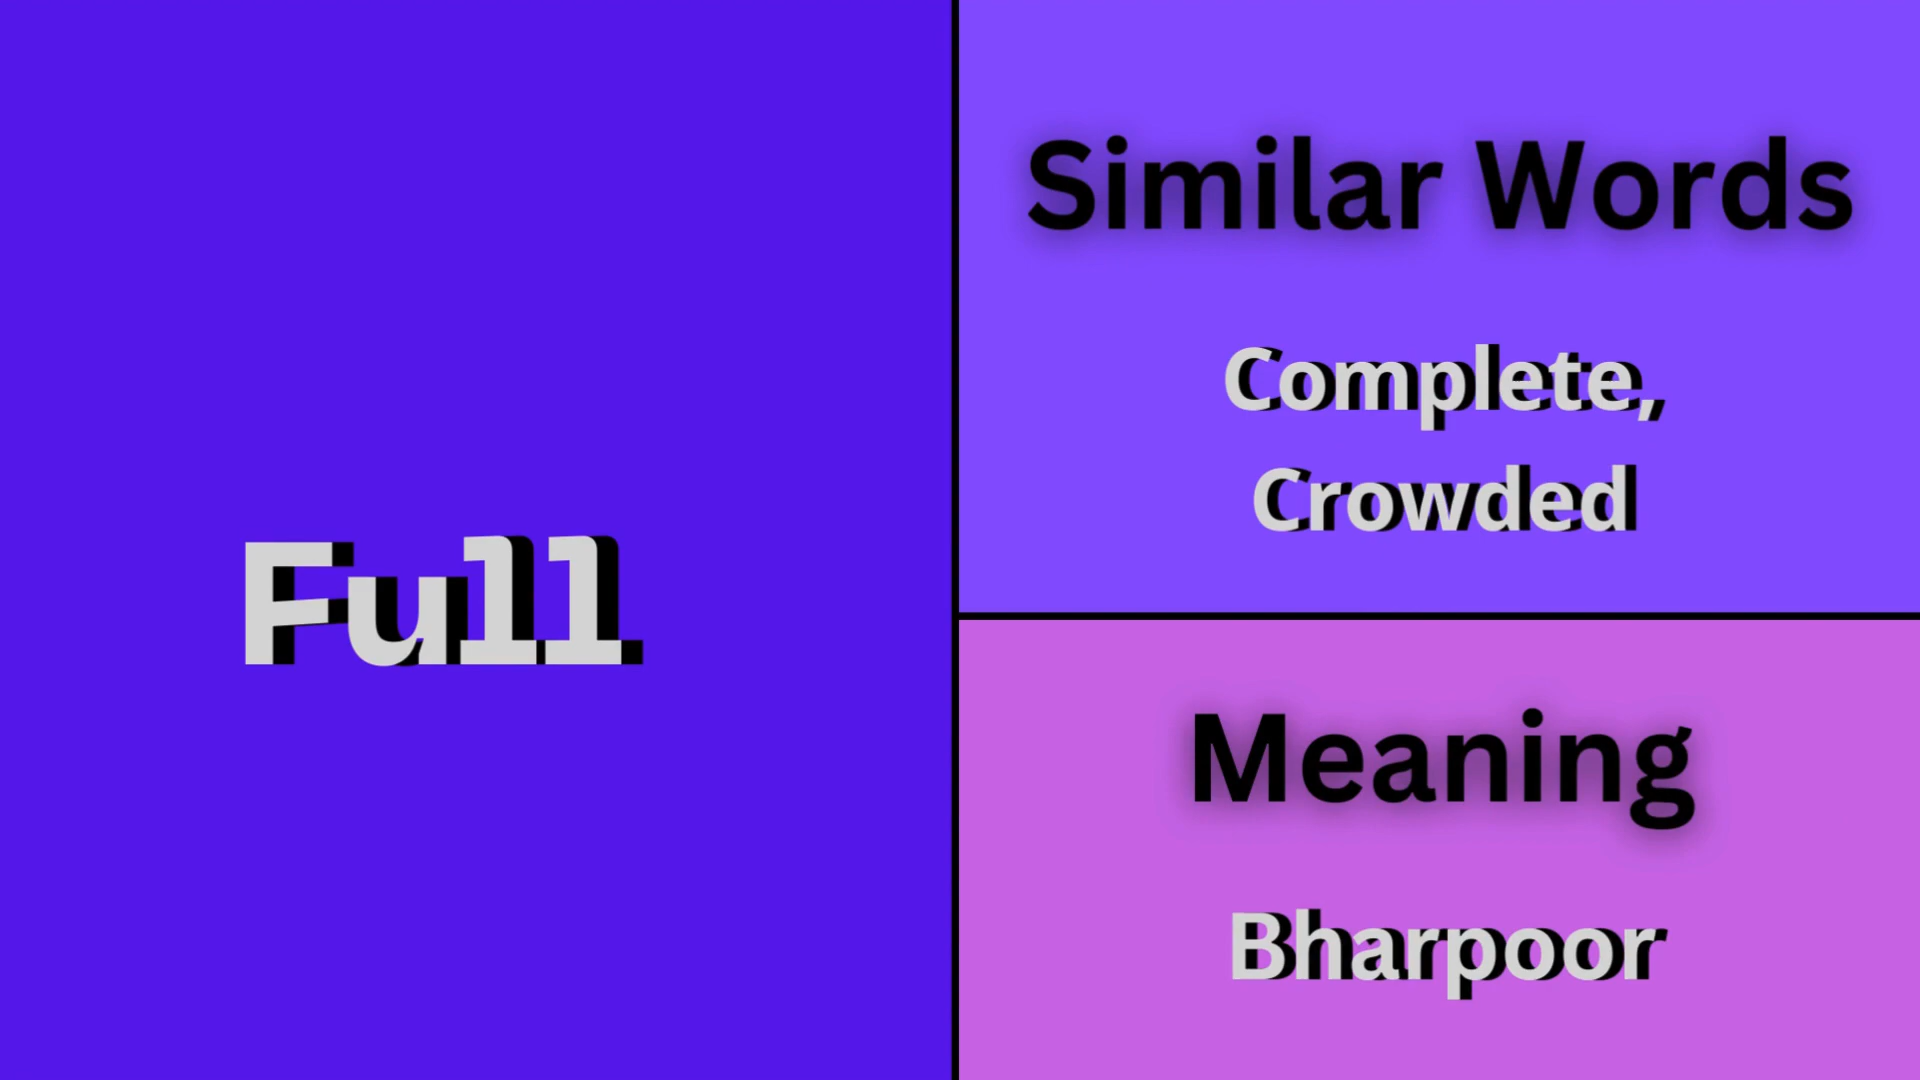 Full
Similar Words
Complete,
Crowded
Meaning
Bharpoor